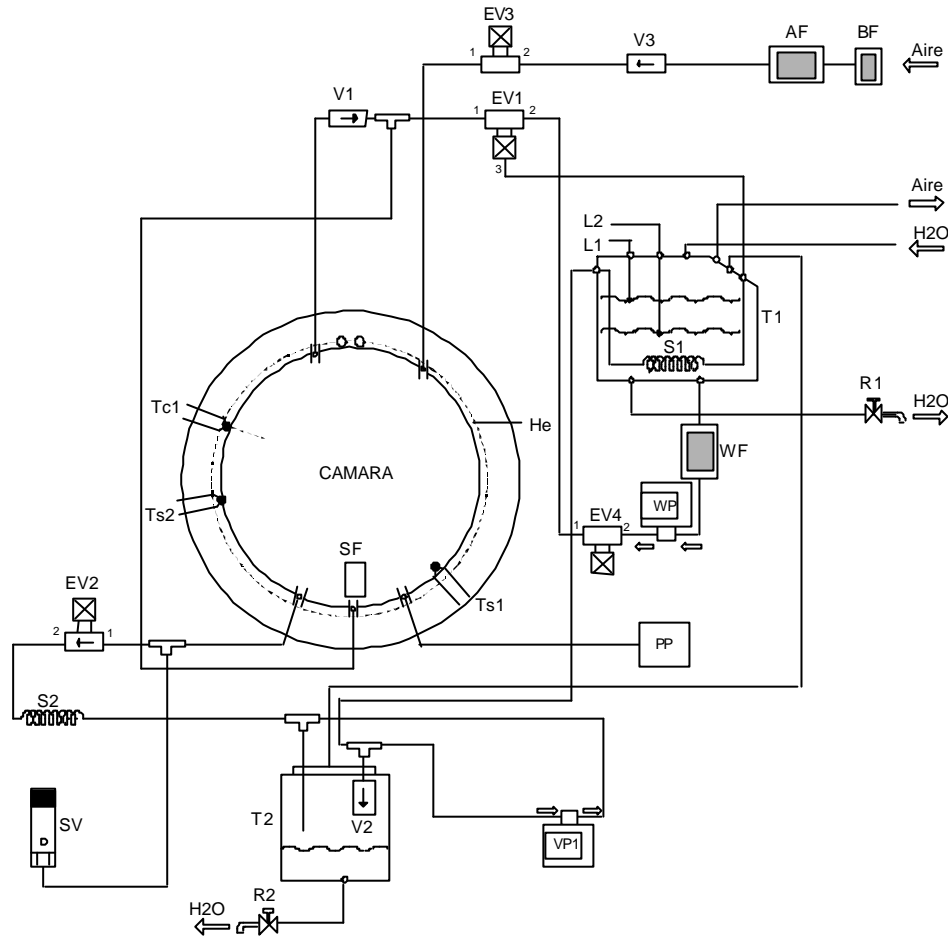 EV3
AF
BF
1
2
V3
Aire
V1
EV1
1
2
3
Aire
L2
H2O
L1
T1
S1
R1
H2O
Tc1
He
WF
CAMARA
WP
Ts2
EV4
1
2
SF
EV2
Ts1
2
1
PP
S2
T2
V2
SV
D
VP1
R2
H2O